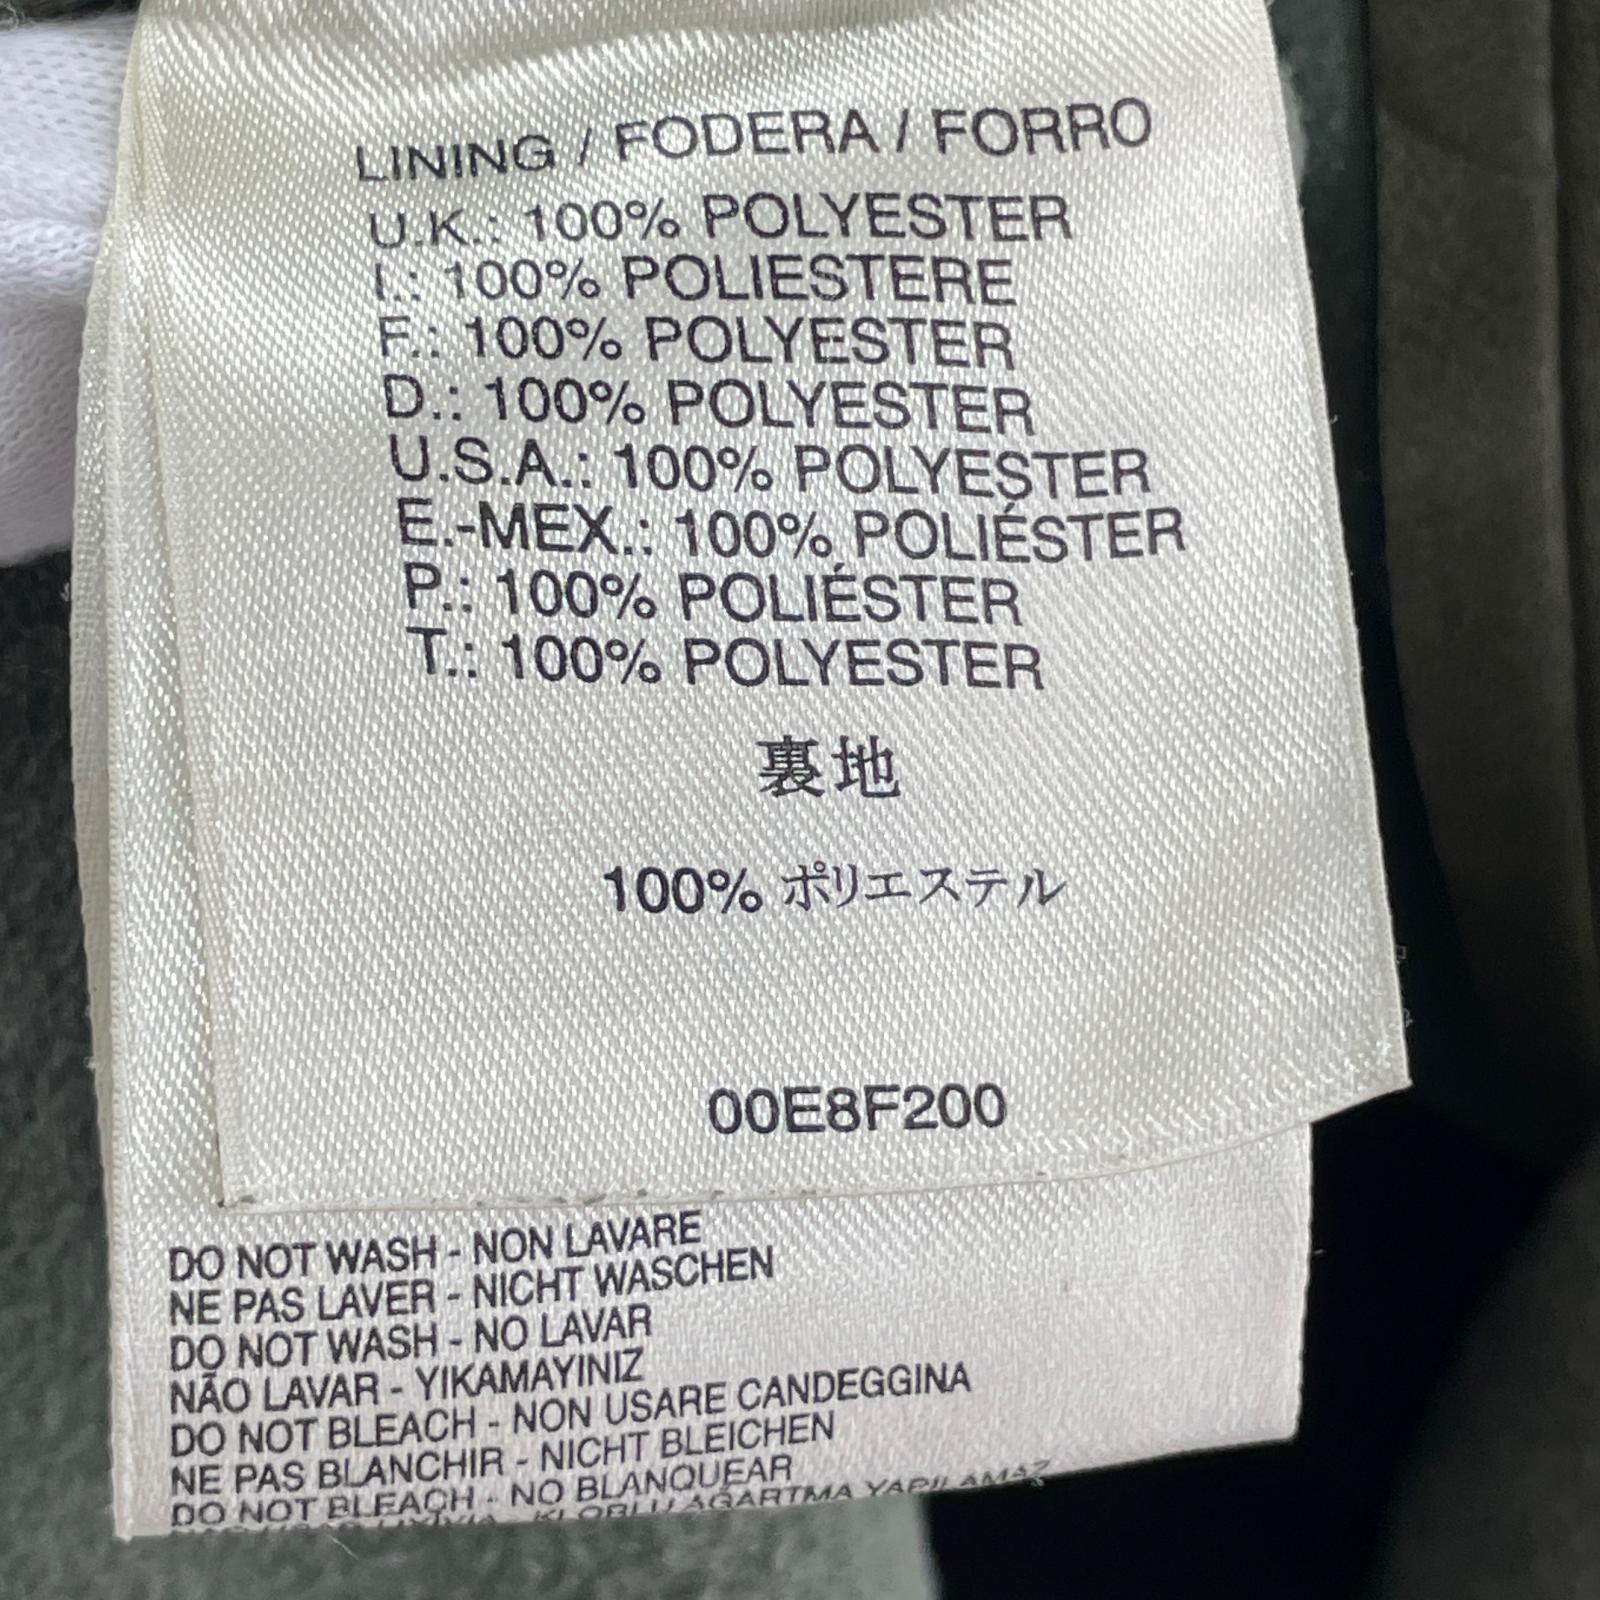 LINING / FODERA / FORRO
U.K.: 100% POLYESTER
I.: 100% POLIESTERE
F.: 100% POLYESTER
D.: 100% POLYESTER
U.S.A.: 100% POLYESTER
E.-MEX.: 100% POLIÉSTER
P.: 100% POLIÉSTER
T.: 100% POLYESTER
裏地
100% ポリエステル
00E8F200
DO NOT WASH - NON LAVARE
NE PAS LAVER - NICHT WASCHEN
DO NOT WASH - NO LAVAR
NÃO LAVAR - YIKAMAYINIZ
DO NOT BLEACH - NON USARE CANDEGGINA
NE PAS BLANCHIR - NICHT BLEICHEN
DO NOT BLEACH - NO BLANQUEAR
AĞARTMA YAPILAMAZ